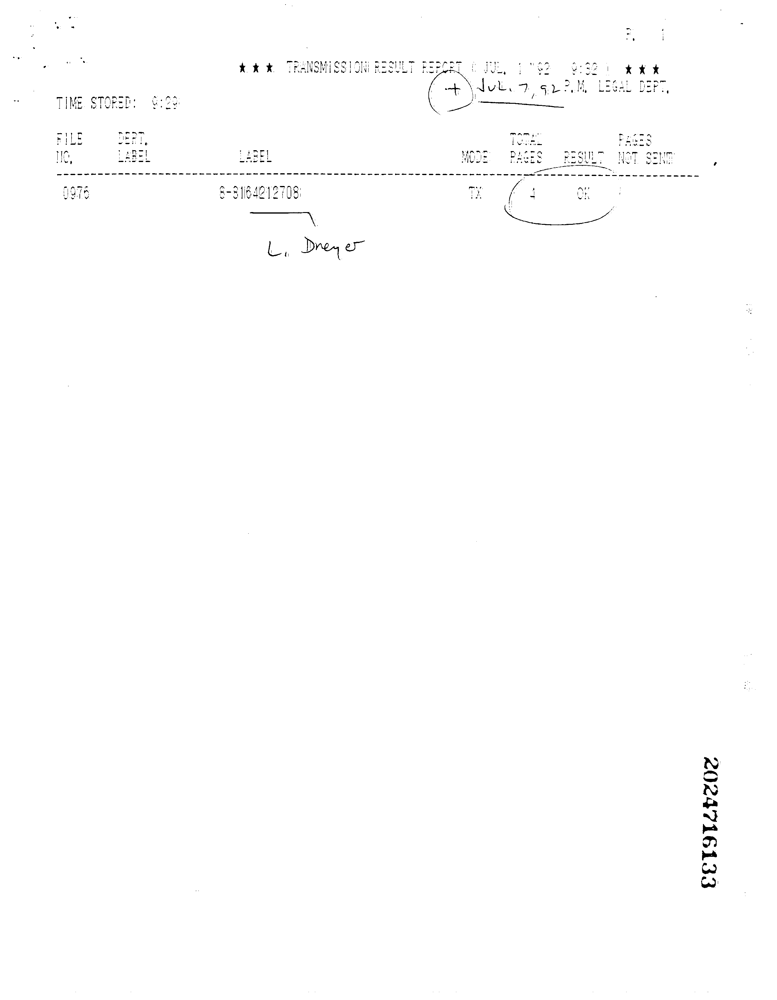 P. 1
★ ★ ★ TRANSMISSION RESULT REPORT ( JUL. 1 '92 9:32 ) ★ ★ ★
+ JUL. 7, 92 P.M. LEGAL DEPT.
TIME STORED: 9:29
FILE DEPT. TOTAL PAGES
NO. LABEL LABEL MODE PAGES RESULT NOT SENT
0976 8-8164212708 TX 4 OK
L. Dreyer
2024716133